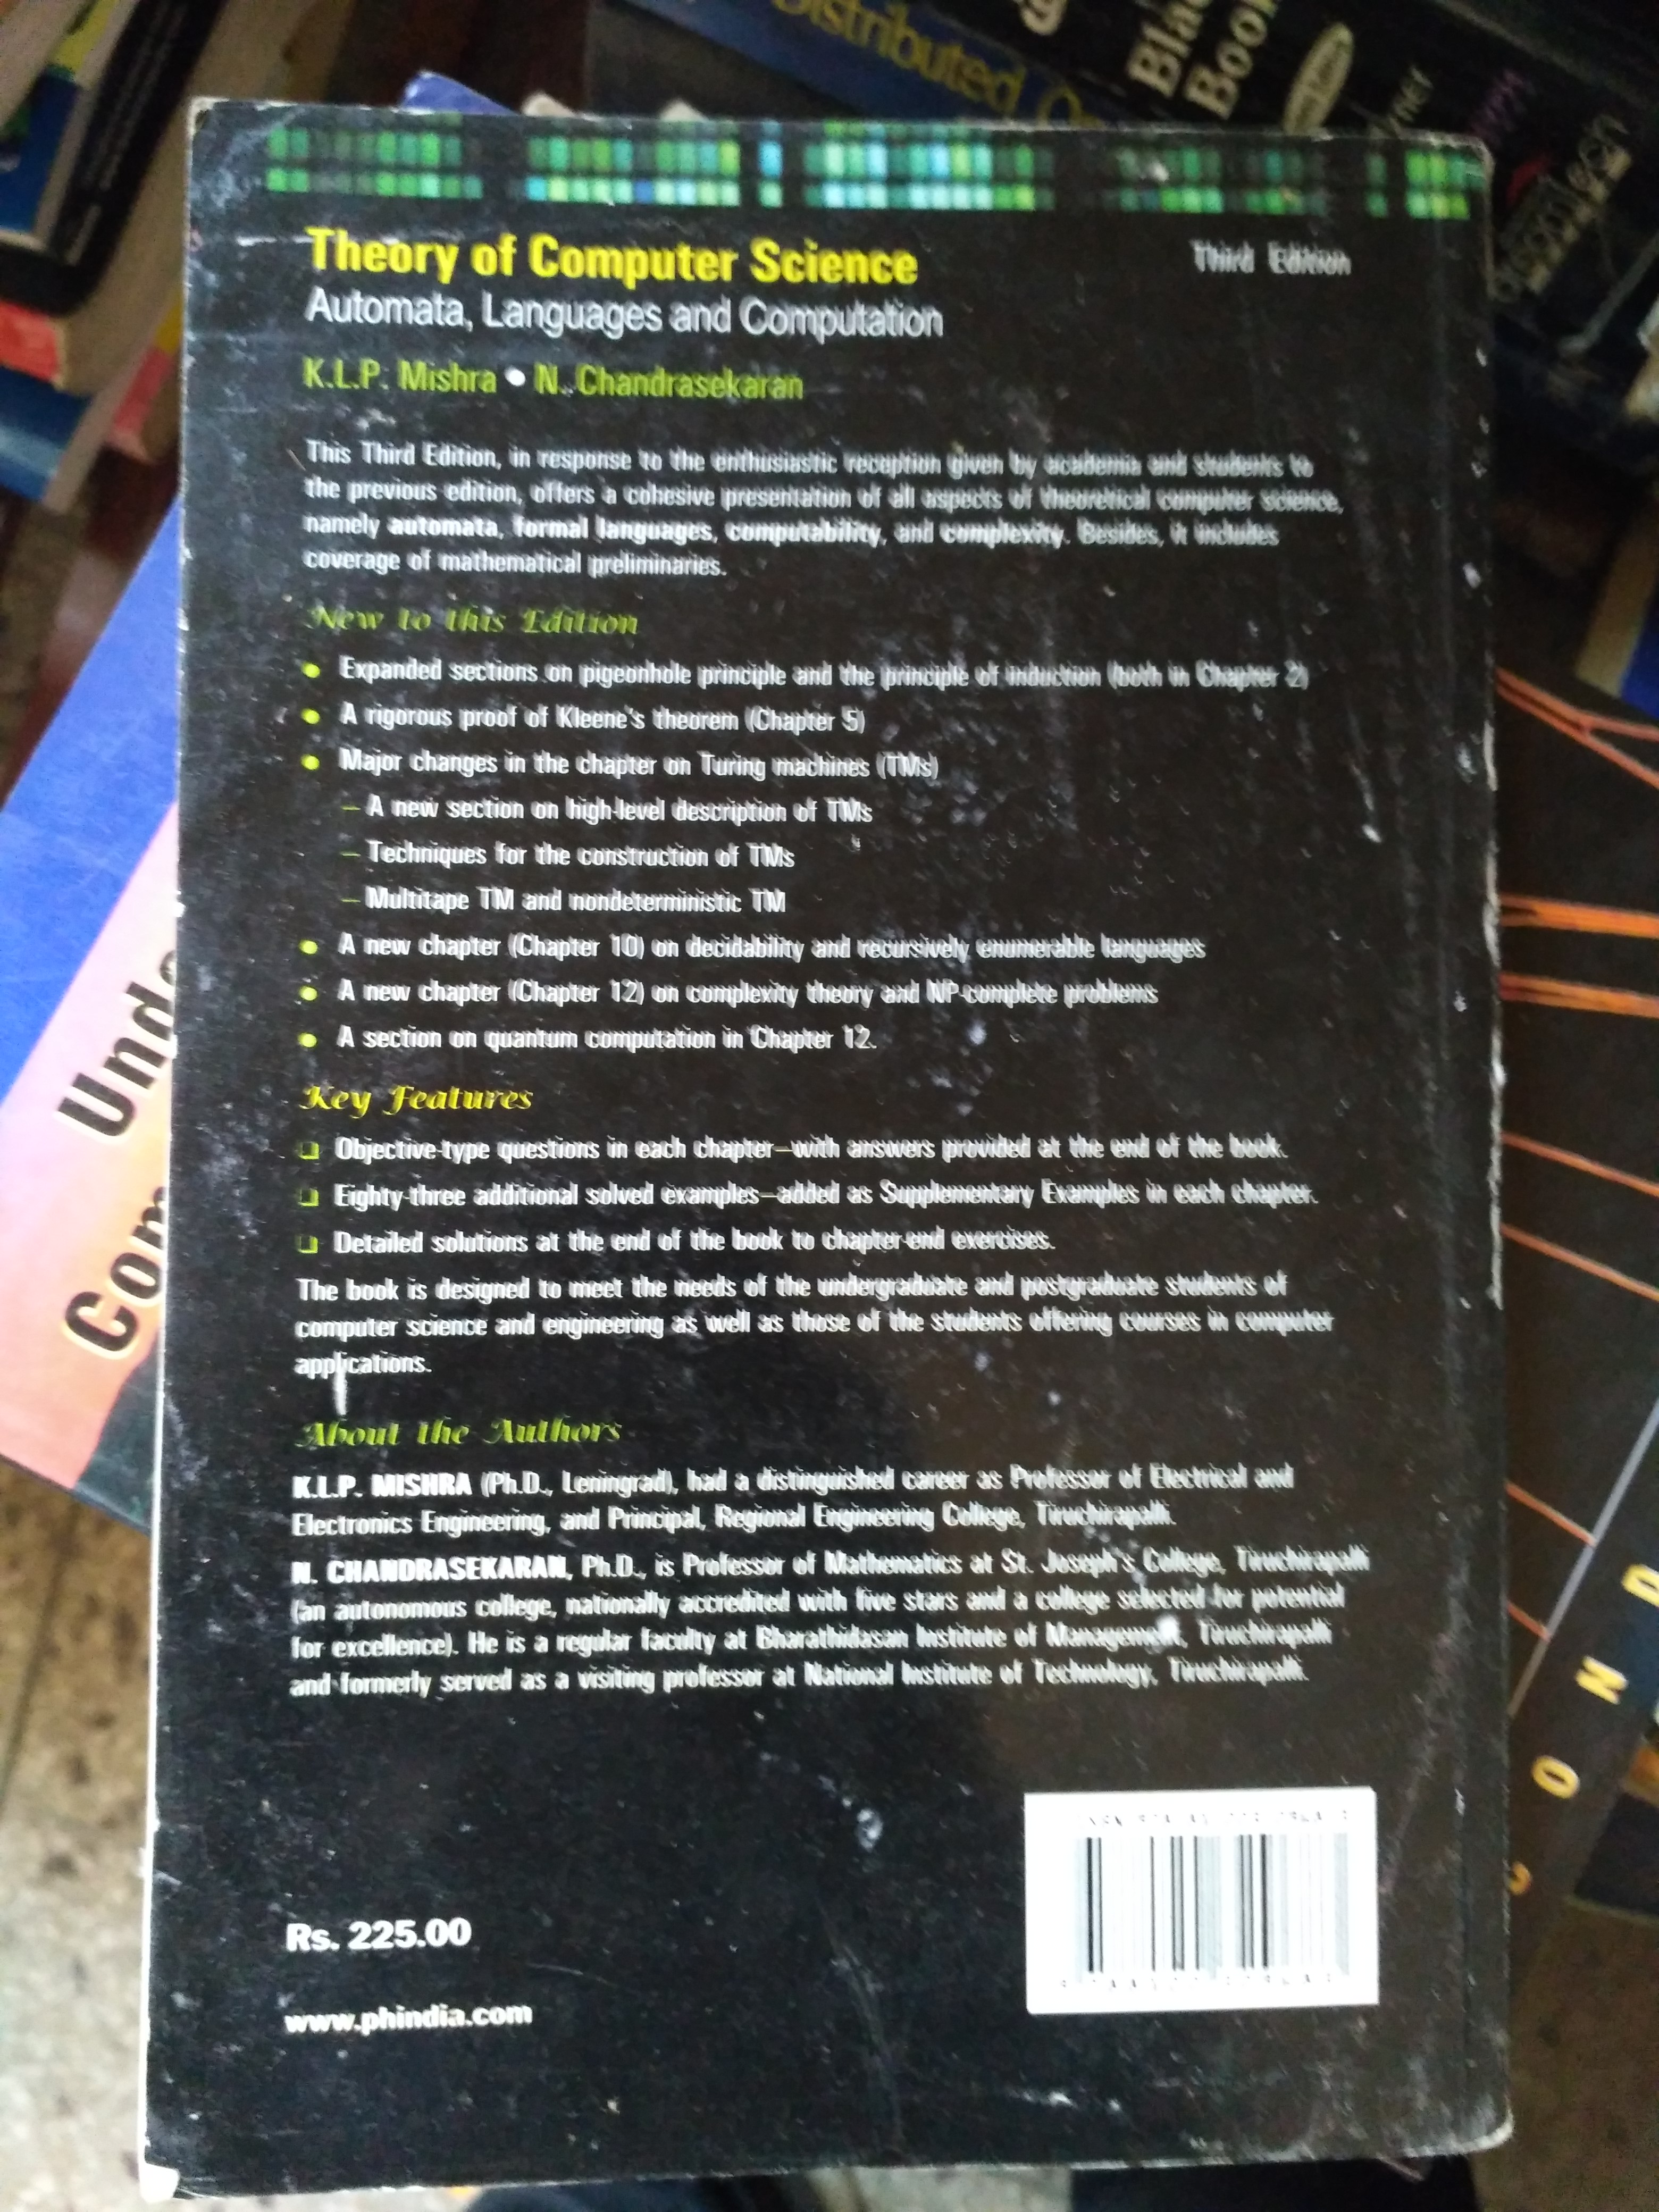 Distributed
Blac
Book
Theory of Computer Science
Third Edition
Automata, Languages and Computation
K.L.P. Mishra • N. Chandrasekaran
This Third Edition, in response to the enthusiastic reception given by academia and students to
the previous edition, offers a cohesive presentation of all aspects of theoretical computer science,
namely automata, formal languages, computability, and complexity. Besides, it includes
coverage of mathematical preliminaries.
New to this Edition
• Expanded sections on pigeonhole principle and the principle of induction (both in Chapter 2)
• A rigorous proof of Kleene's theorem (Chapter 5)
• Major changes in the chapter on Turing machines (TMs)
– A new section on high-level description of TMs
– Techniques for the construction of TMs
– Multitape TM and nondeterministic TM
• A new chapter (Chapter 10) on decidability and recursively enumerable languages
• A new chapter (Chapter 12) on complexity theory and NP-complete problems
• A section on quantum computation in Chapter 12.
Key Features
❑ Objective-type questions in each chapter—with answers provided at the end of the book.
❑ Eighty-three additional solved examples—added as Supplementary Examples in each chapter.
❑ Detailed solutions at the end of the book to chapter-end exercises.
The book is designed to meet the needs of the undergraduate and postgraduate students of
computer science and engineering as well as those of the students offering courses in computer
applications.
About the Authors
K.L.P. MISHRA (Ph.D., Leningrad), had a distinguished career as Professor of Electrical and
Electronics Engineering, and Principal, Regional Engineering College, Tiruchirapalli.
N. CHANDRASEKARAN, Ph.D., is Professor of Mathematics at St. Joseph's College, Tiruchirapalli
(an autonomous college, nationally accredited with five stars and a college selected for potential
for excellence). He is a regular faculty at Bharathidasan Institute of Management, Tiruchirapalli
and formerly served as a visiting professor at National Institute of Technology, Tiruchirapalli.
Rs. 225.00
www.phindia.com
Unde
Com